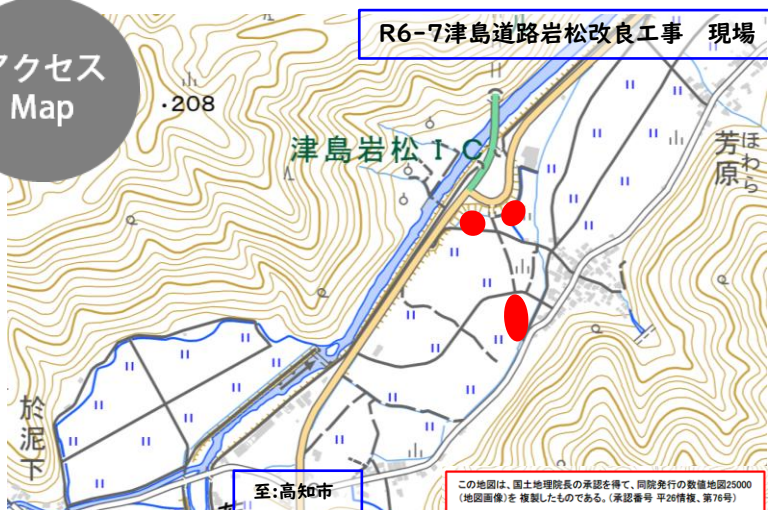 R6-7津島道路岩松改良工事 現場
アクセス
Map
・208
津島岩松IC
芳原
ほわら
於泥下
至:高知市
この地図は、国土地理院長の承認を得て、同院発行の数値地図25000
(地図画像)を 複製したものである。(承認番号 平26情複、第76号)